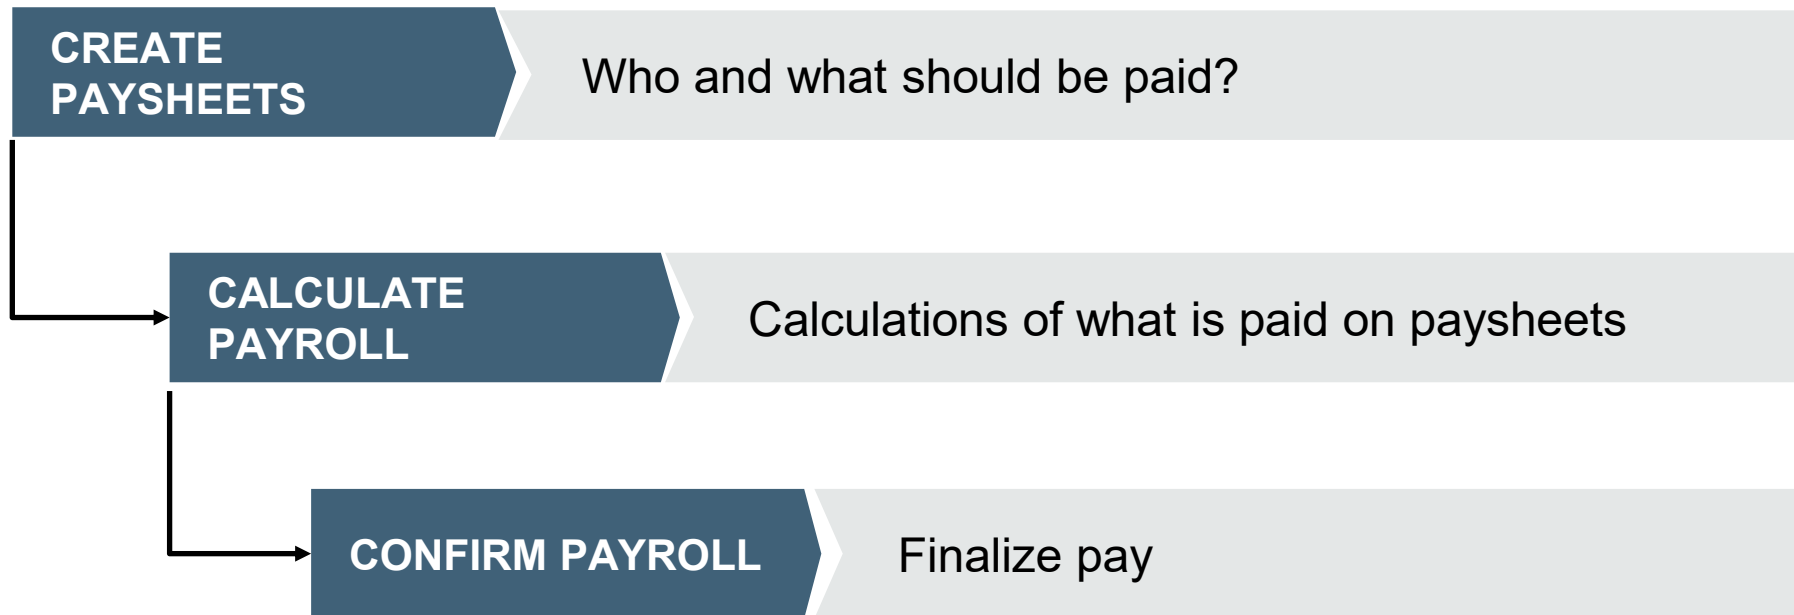 CREATE
PAYSHEETS
Who and what should be paid?
CALCULATE
PAYROLL
Calculations of what is paid on paysheets
CONFIRM PAYROLL
Finalize pay